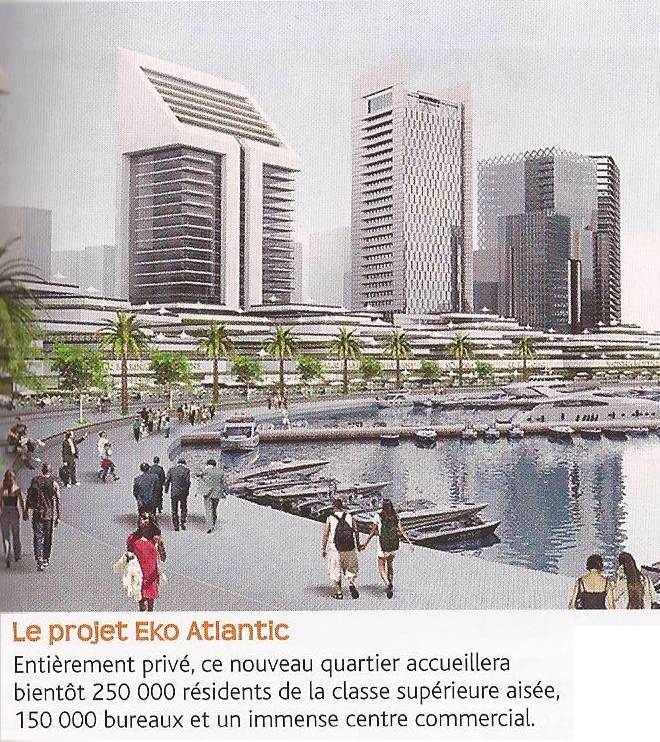 Le projet Eko Atlantic
Entièrement privé, ce nouveau quartier accueillera
bientôt 250 000 résidents de la classe supérieure aisée,
150 000 bureaux et un immense centre commercial.